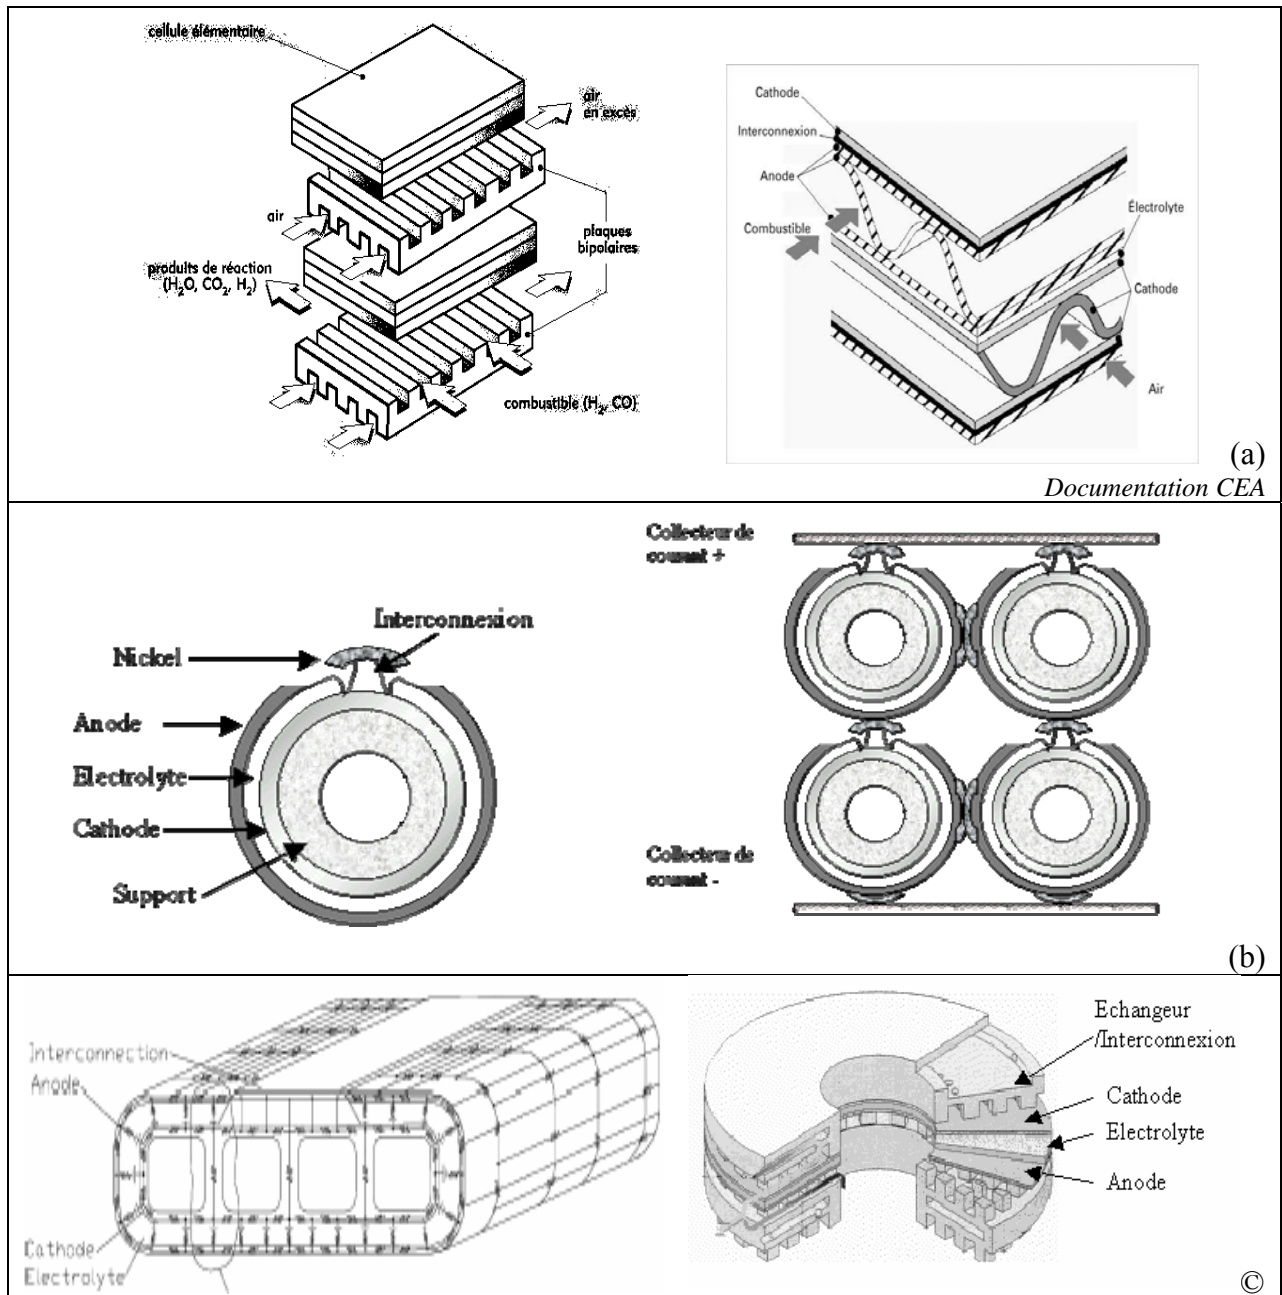 cellule élémentaire
air
en excès
air
plaques
bipolaires
produits de réaction
(H2O, CO2, H2)
combustible (H2, CO)
Cathode
Interconnexion
Anode
Combustible
Électrolyte
Cathode
Air
(a)
Documentation CEA
Interconnexion
Nickel
Anode
Electrolyte
Cathode
Support
Collecteur de
courant +
Collecteur de
courant -
(b)
Interconnection
Anode
Cathode
Electrolyte
Echangeur
/Interconnexion
Cathode
Electrolyte
Anode
©